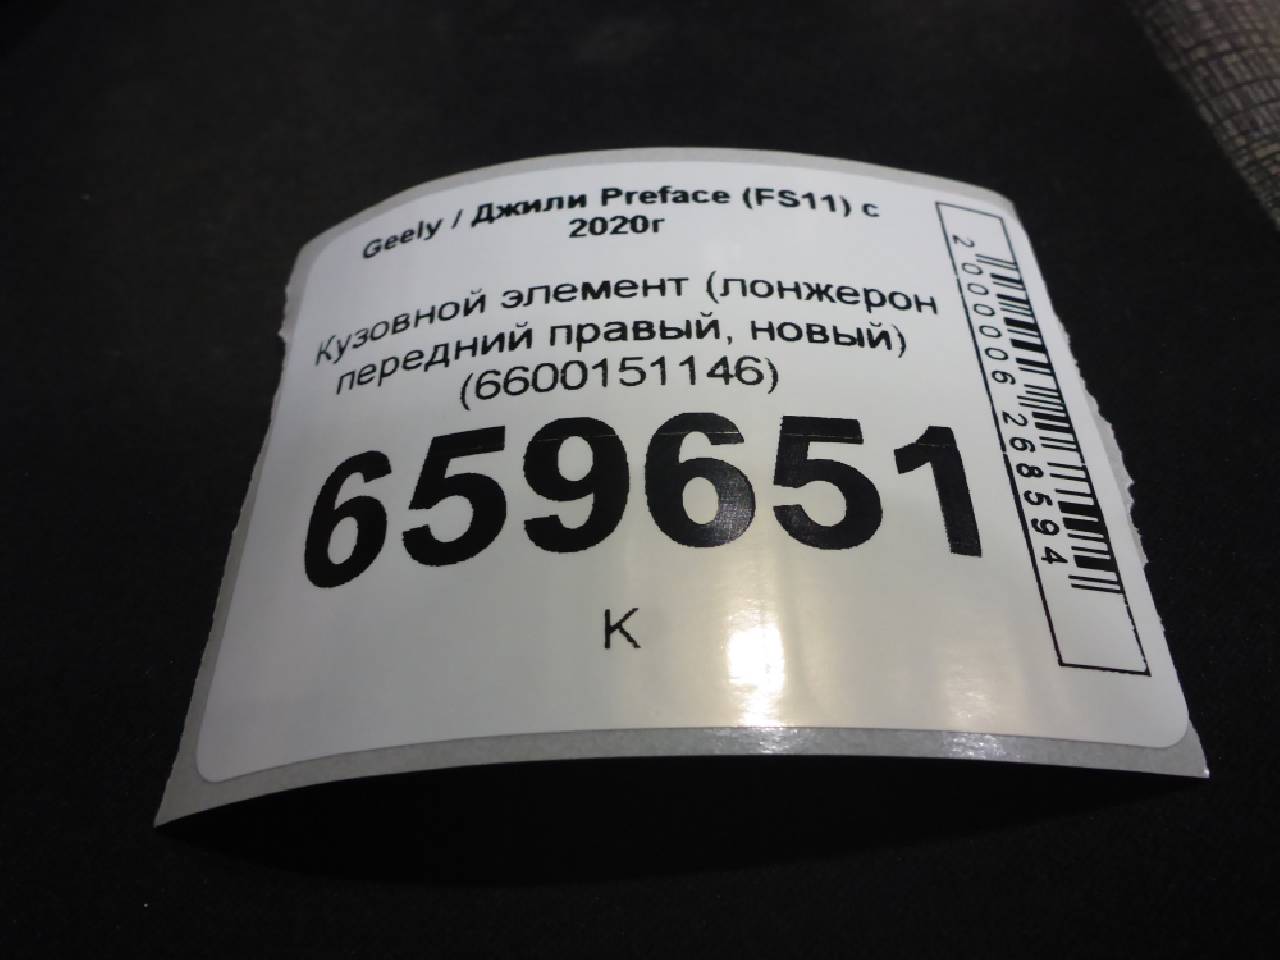 Geely / Джили Preface (FS11) с
2020г
Кузовной элемент (лонжерон
передний правый, новый)
(6600151146)
659651
К
2000006268594